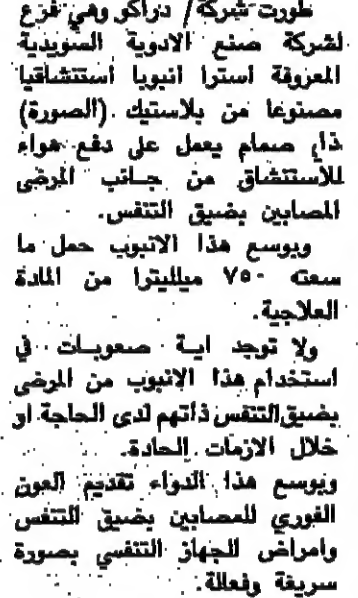 طورت شركة/ دراكو وهي فرع
لشركة صنع الادوية السويدية
المعروفة استرا انبوبا استنشاقيا
مصنوعا من بلاستيك (الصورة)
ذا صمام يعمل على دفع هواء
للاستنشاق من جانب المرضى
المصابين بضيق التنفس.
وبوسع هذا الانبوب حمل ما
سعته ٧٥٠ ميلليترا من المادة
العلاجية.
ولا توجد اية صعوبات في
استخدام هذا الانبوب من المرضى
بضيق التنفس ذاتهم لدى الحاجة او
خلال الازمات الحادة.
وبوسع هذا الدواء تقديم العون
الفوري للمصابين بضيق التنفس
وامراض الجهاز التنفسي بصورة
سريعة وفعالة.